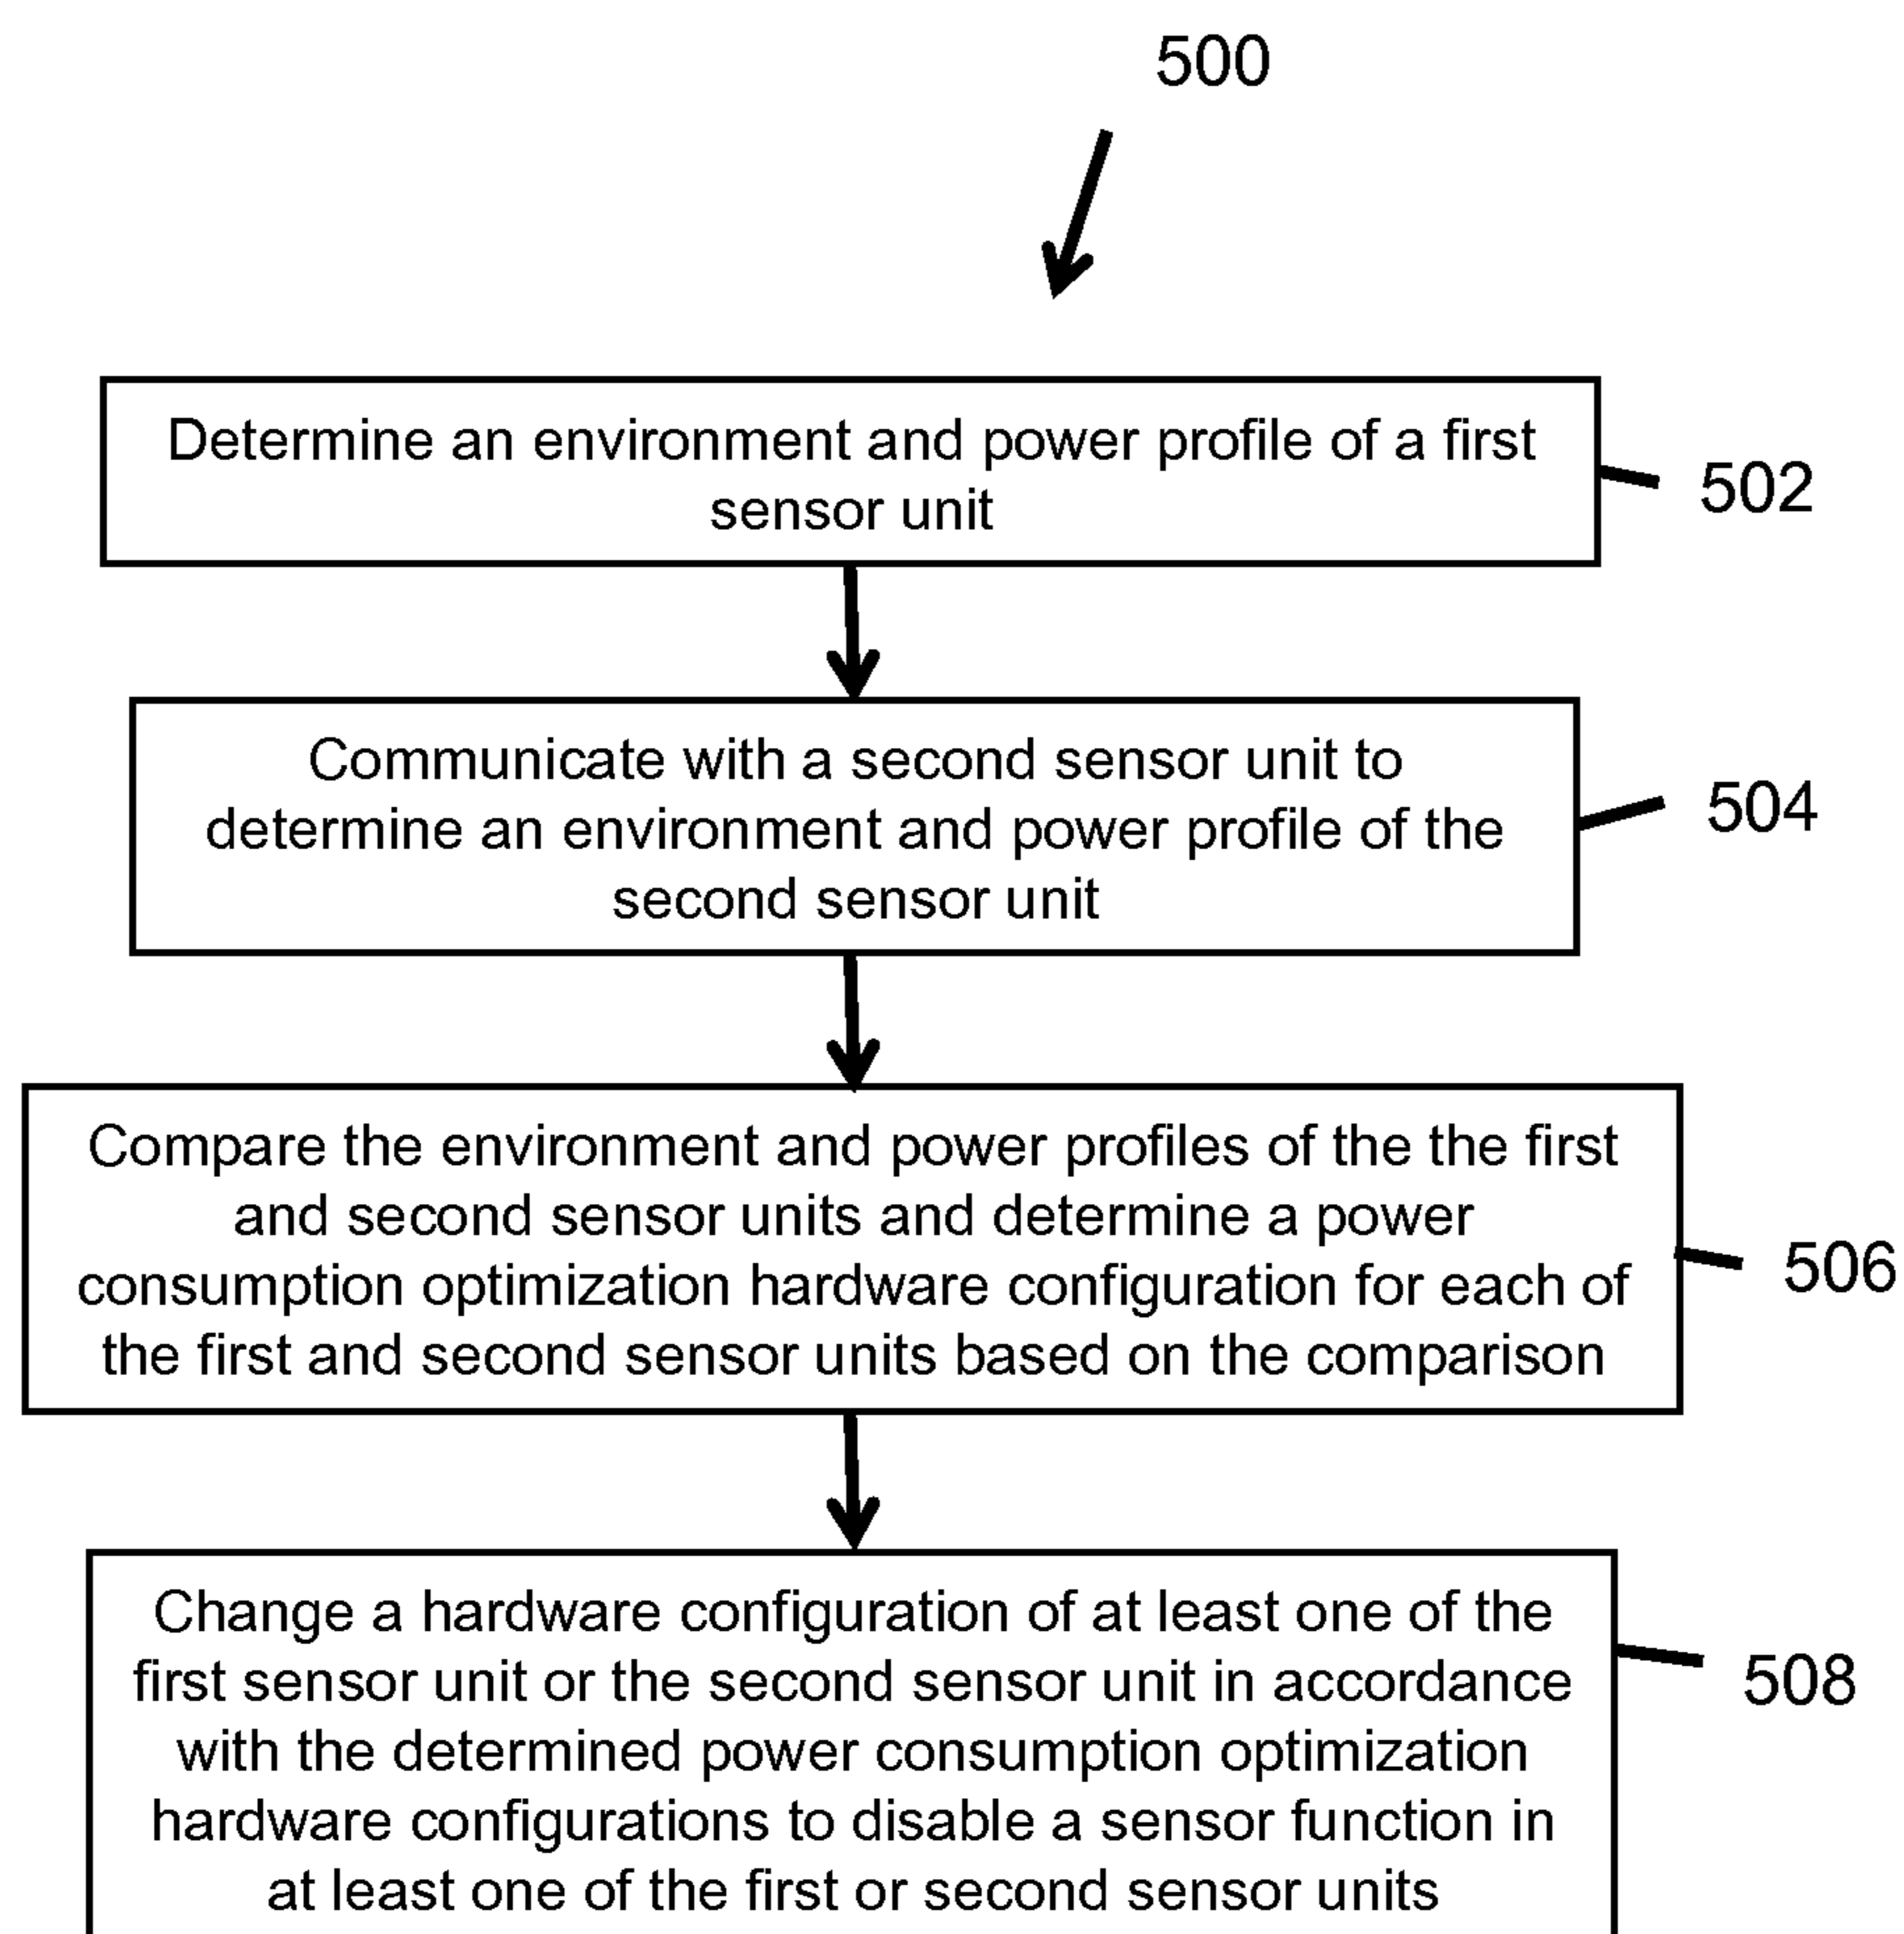 500
Determine an environment and power profile of a first
sensor unit
502
Communicate with a second sensor unit to
determine an environment and power profile of the
second sensor unit
504
Compare the environment and power profiles of the the first
and second sensor units and determine a power
consumption optimization hardware configuration for each of
the first and second sensor units based on the comparison
506
Change a hardware configuration of at least one of the
first sensor unit or the second sensor unit in accordance
with the determined power consumption optimization
hardware configurations to disable a sensor function in
at least one of the first or second sensor units
508